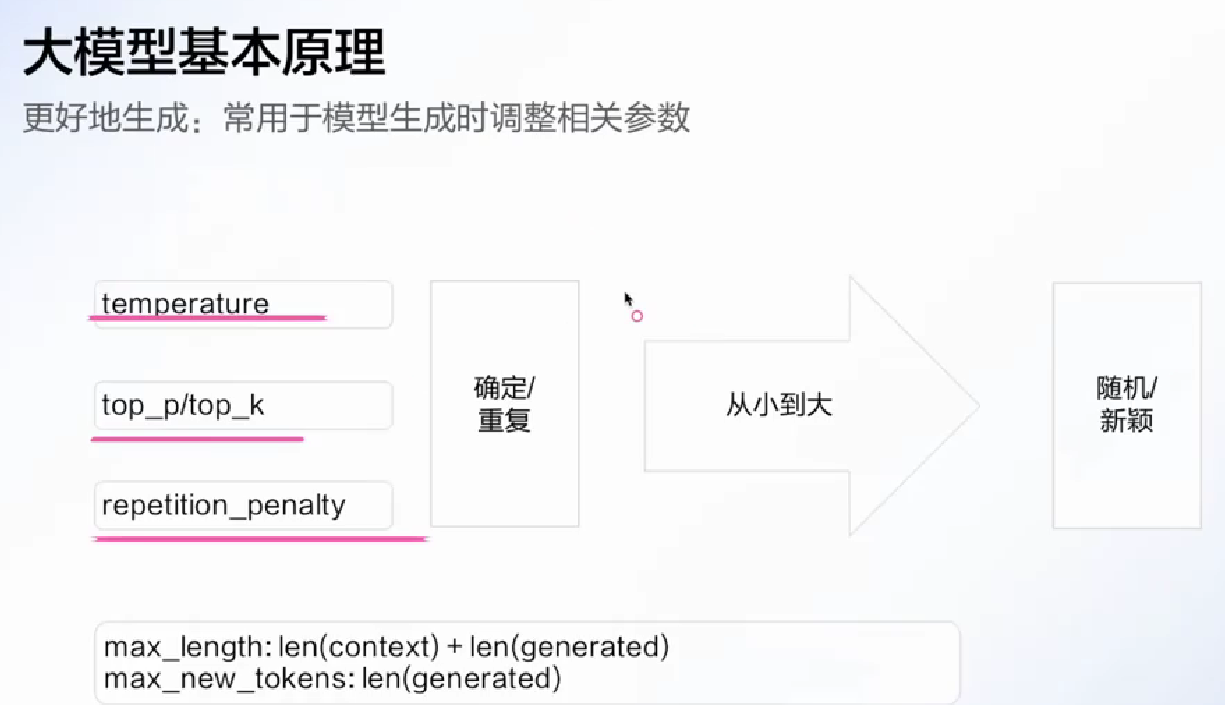 大模型基本原理
更好地生成：常用于模型生成时调整相关参数
temperature
top_p/top_k
repetition_penalty
确定/
重复
从小到大
随机/
新颖
max_length: len(context) + len(generated)
max_new_tokens: len(generated)